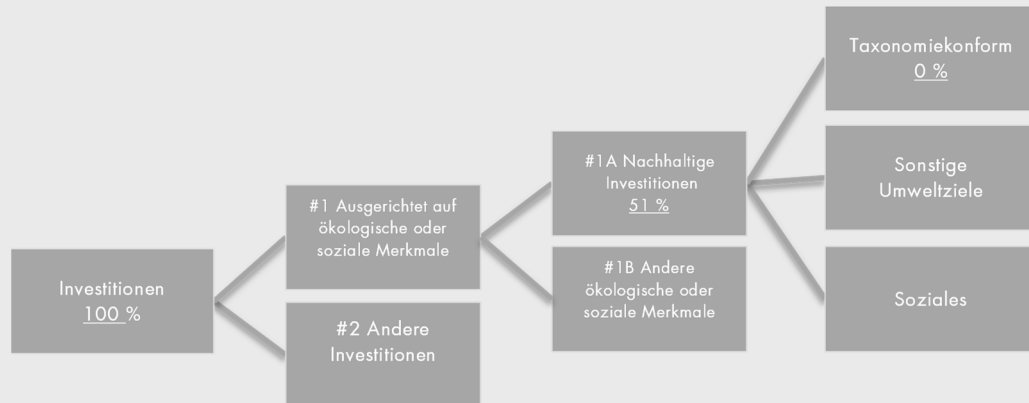 Investitionen
100 %
#1 Ausgerichtet auf
ökologische oder
soziale Merkmale
#2 Andere
Investitionen
#1A Nachhaltige
Investitionen
51 %
#1B Andere
ökologische oder
soziale Merkmale
Taxonomiekonform
0 %
Sonstige
Umweltziele
Soziales